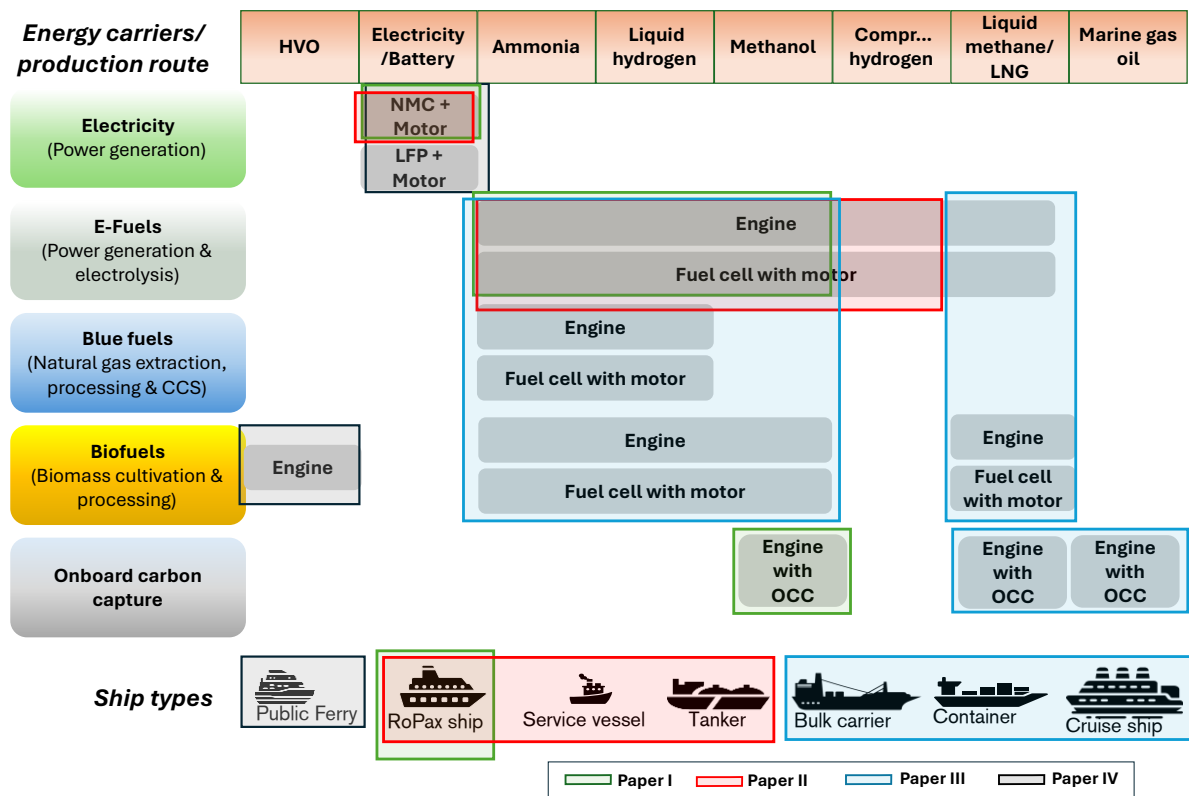 Energy carriers/
production route
HVO
Electricity
/Battery
Ammonia
Liquid
hydrogen
Methanol
Compr...
hydrogen
Liquid
methane/
LNG
Marine gas
oil
Electricity
(Power generation)
NMC +
Motor
LFP +
Motor
E-Fuels
(Power generation &
electrolysis)
Engine
Fuel cell with motor
Blue fuels
(Natural gas extraction,
processing & CCS)
Engine
Fuel cell with motor
Biofuels
(Biomass cultivation &
processing)
Engine
Engine
Fuel cell with motor
Engine
Fuel cell
with motor
Onboard carbon
capture
Engine
with
OCC
Engine
with
OCC
Engine
with
OCC
Ship types
Public Ferry
RoPax ship
Service vessel
Tanker
Bulk carrier
Container
Cruise ship
Paper I
Paper II
Paper III
Paper IV